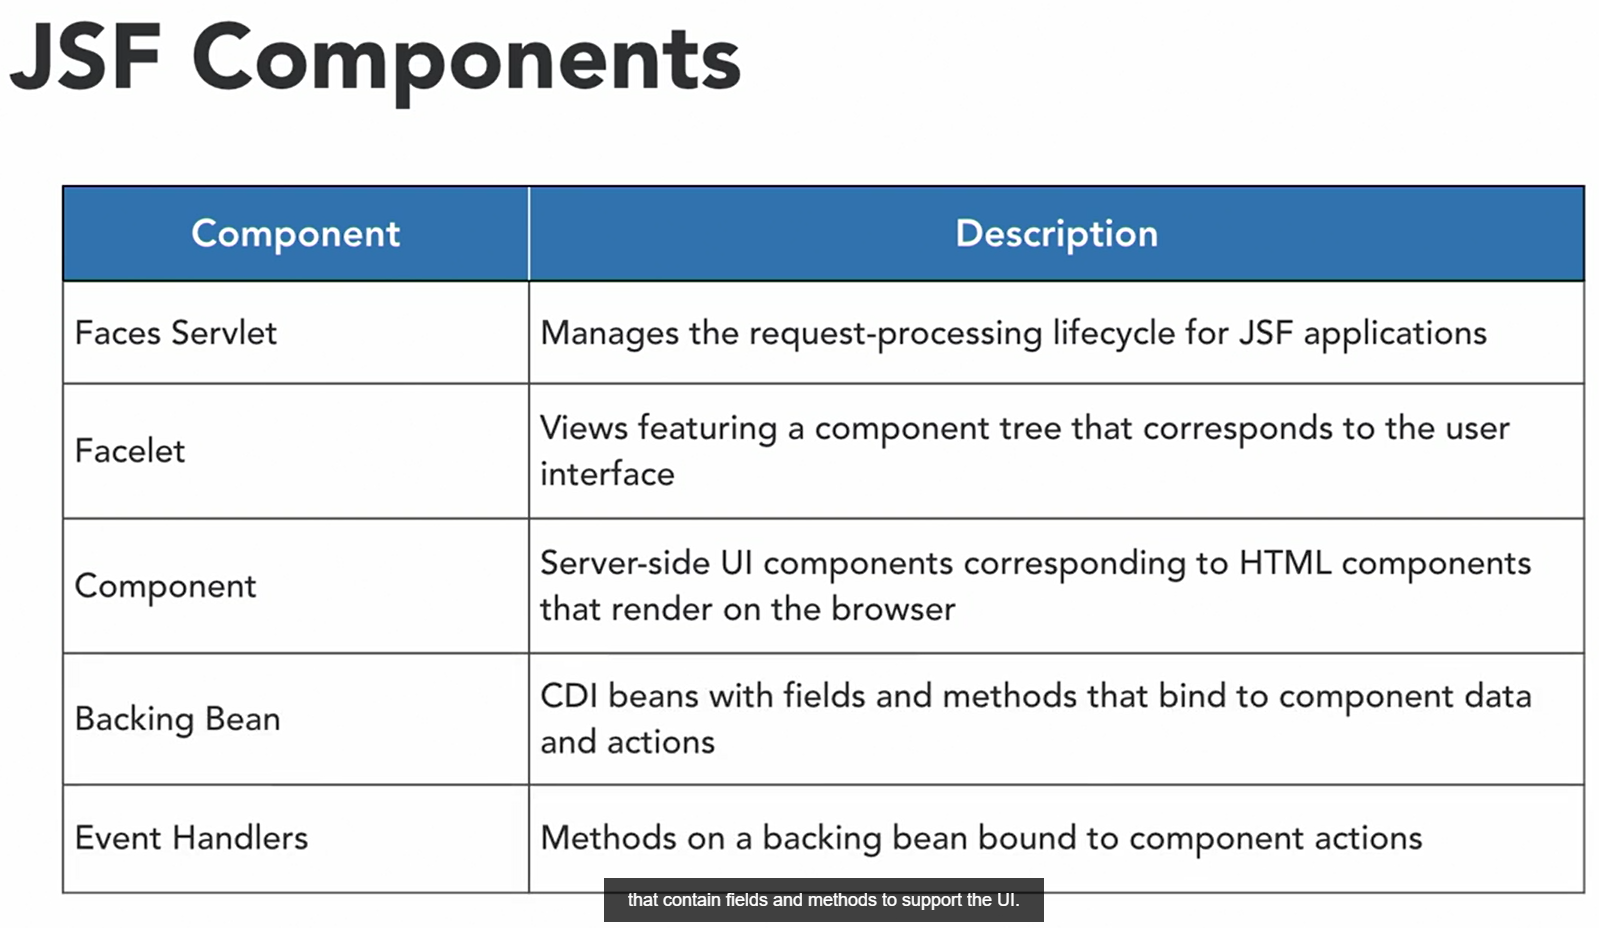 JSF Components
Component
Description
Faces Servlet
Manages the request-processing lifecycle for JSF applications
Facelet
Views featuring a component tree that corresponds to the user
interface
Component
Server-side UI components corresponding to HTML components
that render on the browser
Backing Bean
CDI beans with fields and methods that bind to component data
and actions
Event Handlers
Methods on a backing bean bound to component actions
that contain fields and methods to support the UI.